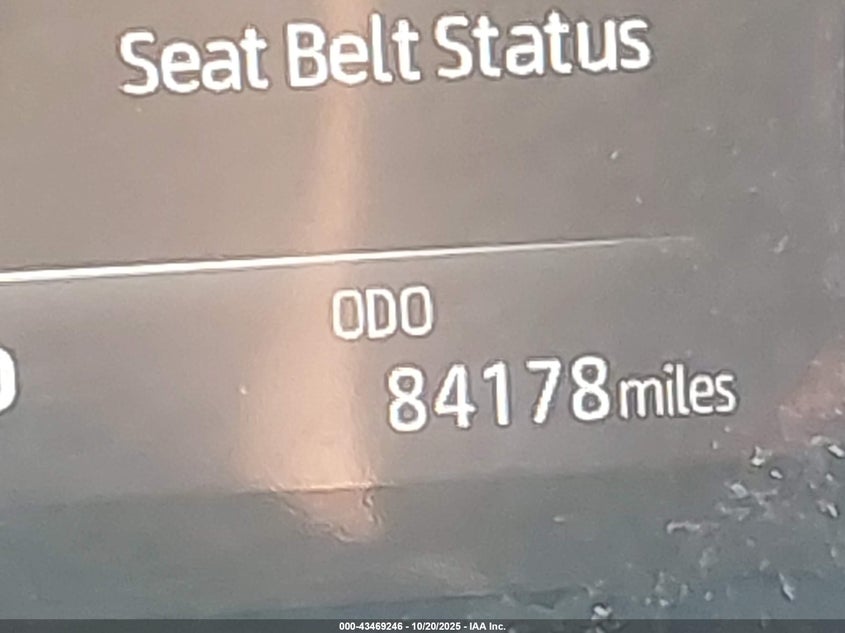 Seat Belt Status
ODO
84178 miles
000-43469246 - 10/20/2025 - IAA Inc.